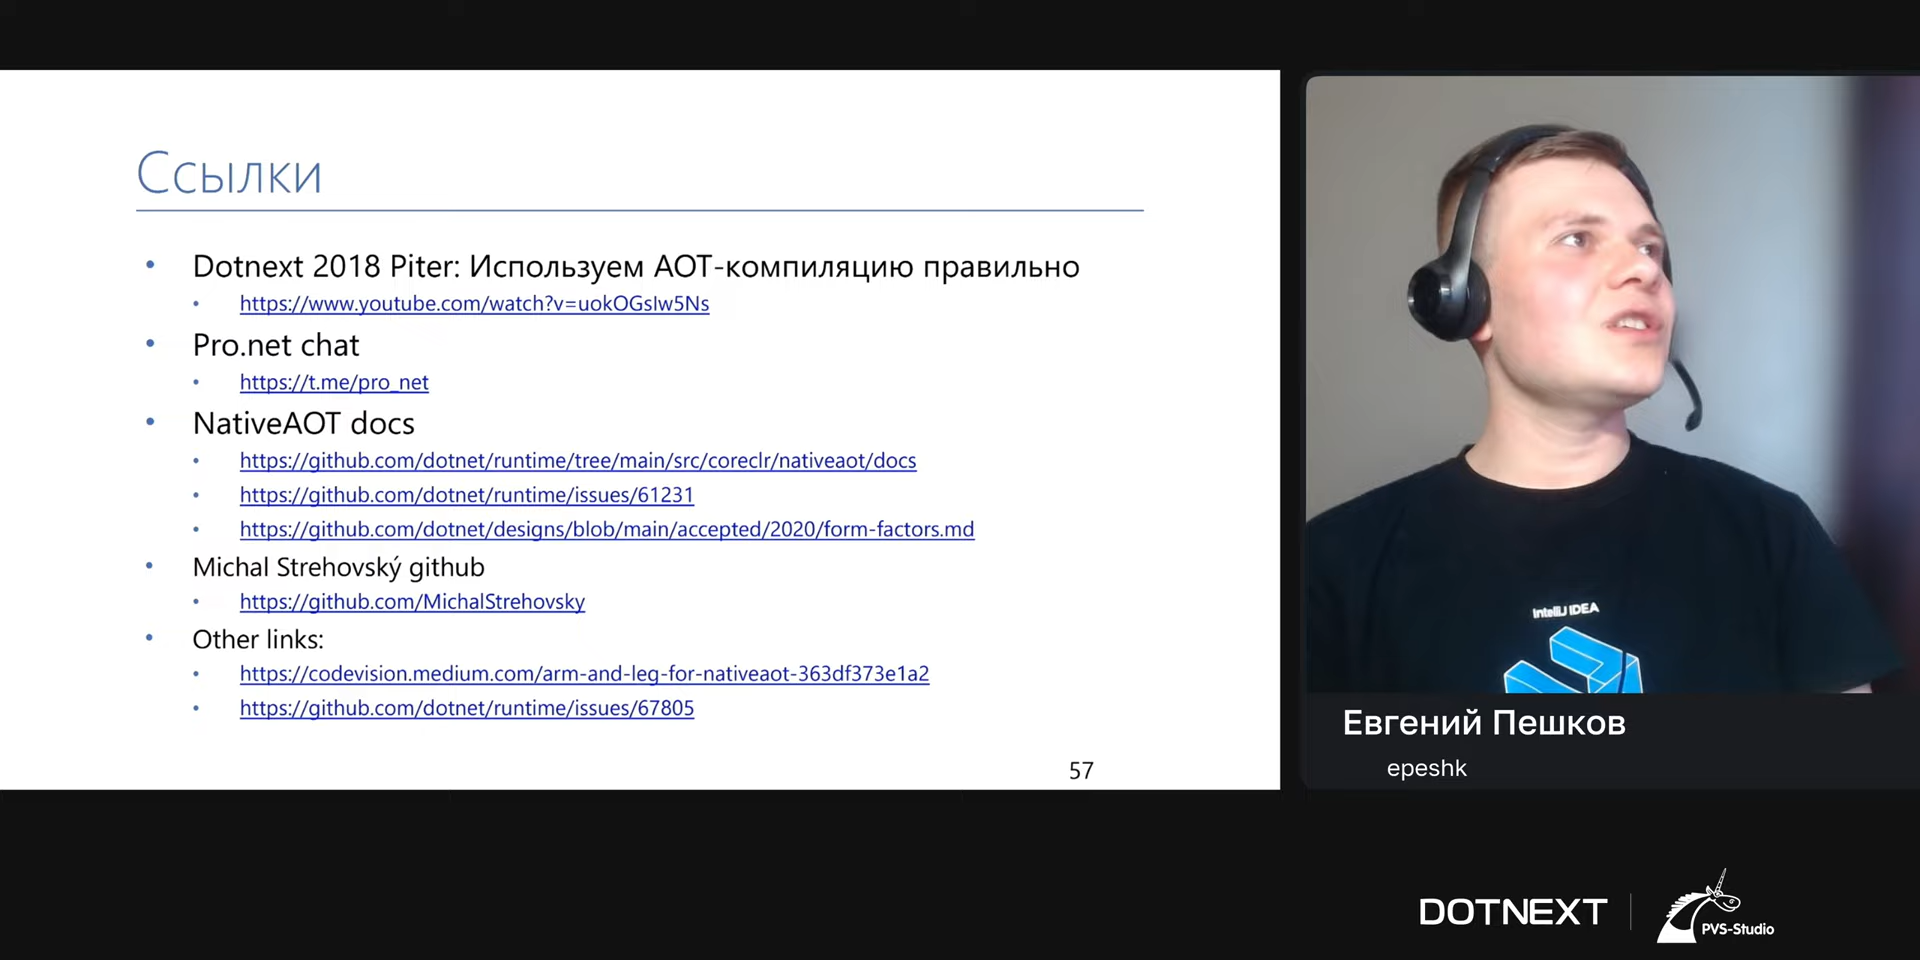 Ссылки
Dotnext 2018 Piter: Используем AOT-компиляцию правильно
https://www.youtube.com/watch?v=uokOGsIw5Ns
Pro.net chat
https://t.me/pro_net
NativeAOT docs
https://github.com/dotnet/runtime/tree/main/src/coreclr/nativeaot/docs
https://github.com/dotnet/runtime/issues/61231
https://github.com/dotnet/designs/blob/main/accepted/2020/form-factors.md
Michal Strehovský github
https://github.com/MichalStrehovsky
Other links:
https://codevision.medium.com/arm-and-leg-for-nativeaot-363df373e1a2
https://github.com/dotnet/runtime/issues/67805
57
IntelliJ IDEA
Евгений Пешков
epeshk
DOTNEXT
PVS-Studio